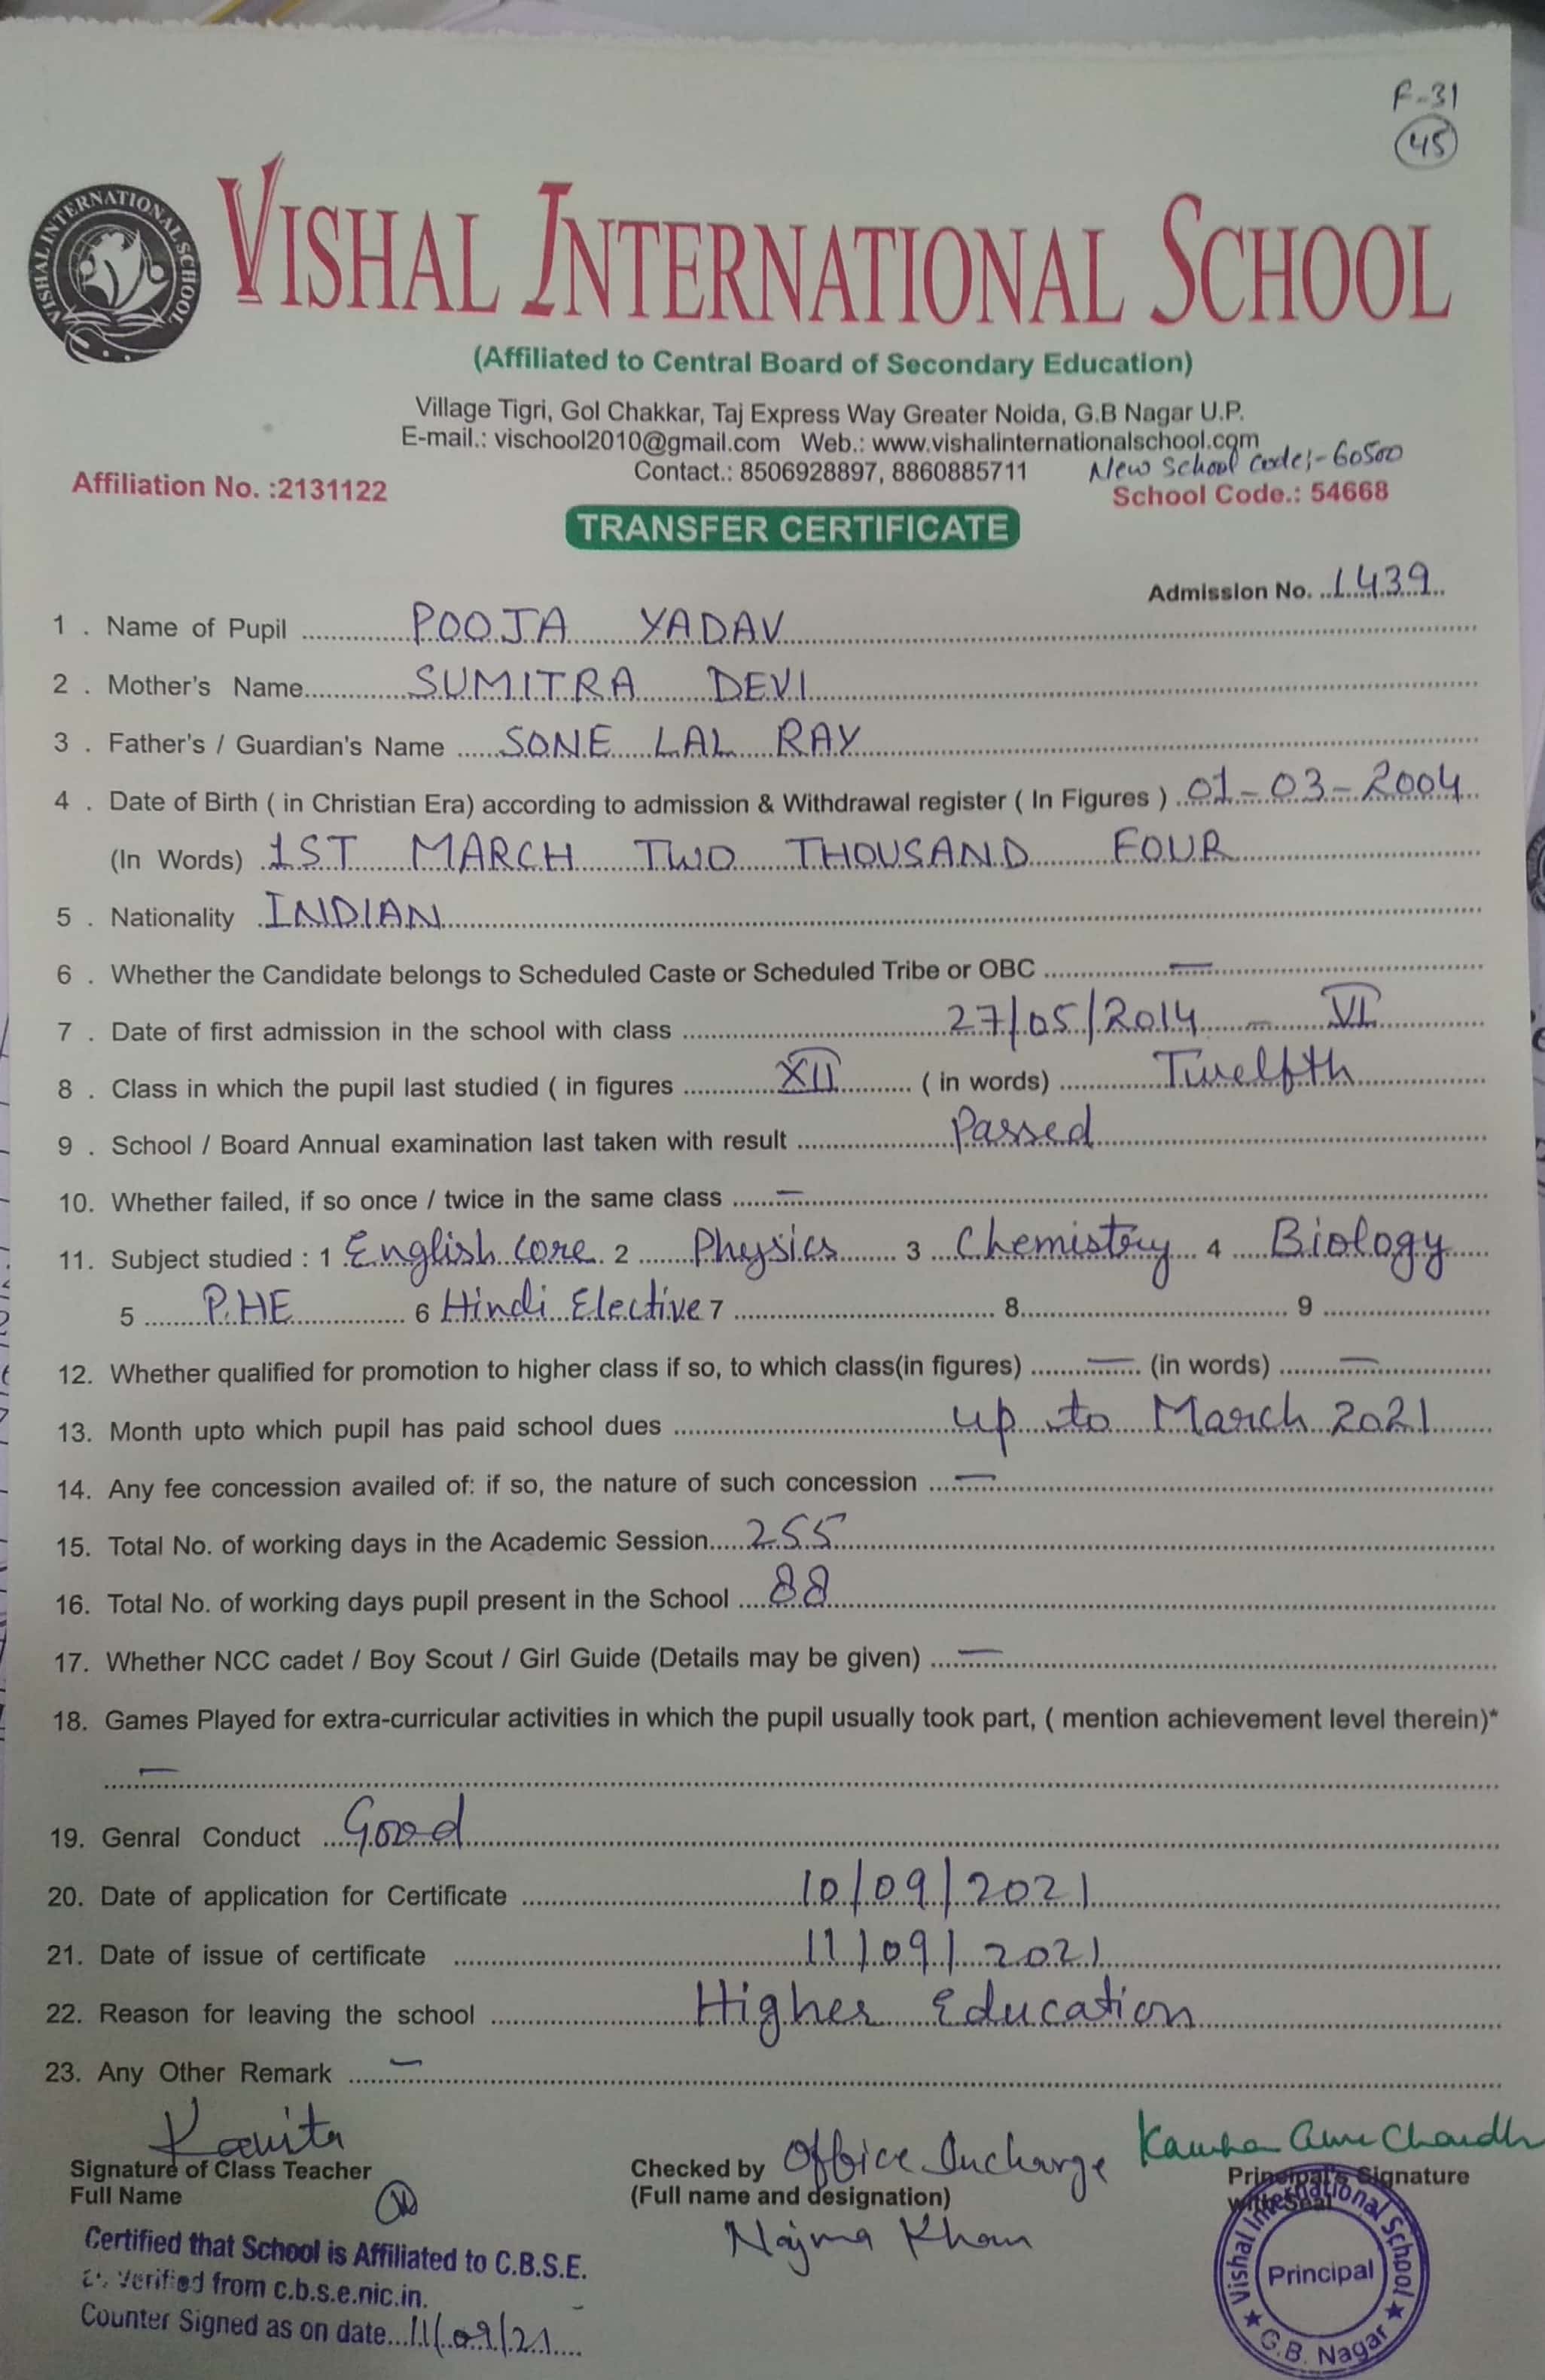 F-31
45
VISHAL INTERNATIONAL SCHOOL
VISHAL INTERNATIONAL SCHOOL
(Affiliated to Central Board of Secondary Education)
Village Tigri, Gol Chakkar, Taj Express Way Greater Noida, G.B Nagar U.P.
E-mail.: vischool2010@gmail.com Web.: www.vishalinternationalschool.com
Contact.: 8506928897, 8860885711 New School Code:- 60500
Affiliation No. :2131122 School Code.: 54668
TRANSFER CERTIFICATE
Admission No. 1439
1 . Name of Pupil POOJA YADAV
2 . Mother's Name SUMITRA DEVI
3 . Father's / Guardian's Name SONE LAL RAY
4 . Date of Birth ( in Christian Era) according to admission & Withdrawal register ( In Figures ) 01-03-2004
(In Words) 1ST MARCH TWO THOUSAND FOUR
5 . Nationality INDIAN
6 . Whether the Candidate belongs to Scheduled Caste or Scheduled Tribe or OBC —
7 . Date of first admission in the school with class 27/05/2014 - VI
8 . Class in which the pupil last studied ( in figures XII ( in words) Twelfth
9 . School / Board Annual examination last taken with result Passed
10. Whether failed, if so once / twice in the same class —
11. Subject studied : 1 English core 2 Physics 3 Chemistry 4 Biology
5 P.HE 6 Hindi Elective 7 8 9
12. Whether qualified for promotion to higher class if so, to which class(in figures) — (in words) —
13. Month upto which pupil has paid school dues up to March 2021
14. Any fee concession availed of: if so, the nature of such concession —
15. Total No. of working days in the Academic Session 255
16. Total No. of working days pupil present in the School 88
17. Whether NCC cadet / Boy Scout / Girl Guide (Details may be given) —
18. Games Played for extra-curricular activities in which the pupil usually took part, ( mention achievement level therein)*
—
19. Genral Conduct Good
20. Date of application for Certificate 10/09/2021
21. Date of issue of certificate 11/09/2021
22. Reason for leaving the school Higher Education
23. Any Other Remark —
Kavita
Signature of Class Teacher
Full Name
Checked by Office Incharge
(Full name and designation)
Najma Khan
Principal's Signature
with Seal
Vishal International School
Principal
★ G.B. Nagar ★
Certified that School is Affiliated to C.B.S.E.
Verified from c.b.s.e.nic.in.
Counter Signed as on date 11/09/21